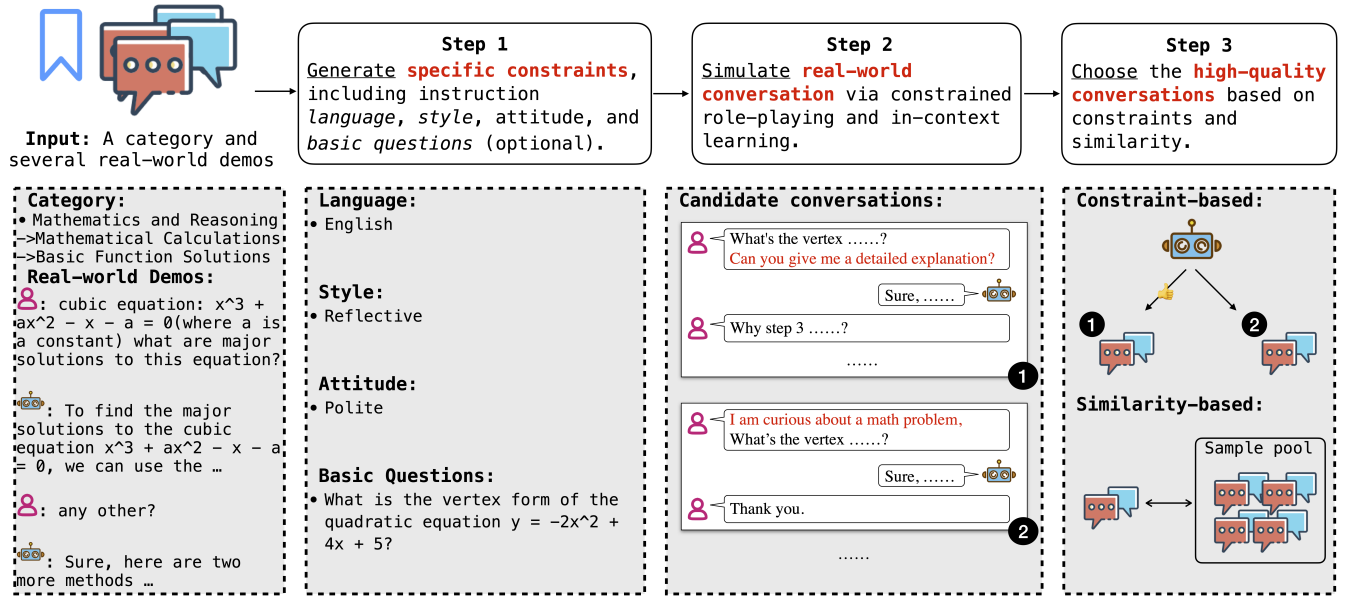 Input: A category and
several real-world demos
Step 1
Generate specific constraints,
including instruction
language, style, attitude, and
basic questions (optional).
Step 2
Simulate real-world
conversation via constrained
role-playing and in-context
learning.
Step 3
Choose the high-quality
conversations based on
constraints and
similarity.
Category:
• Mathematics and Reasoning
—>Mathematical Calculations
—>Basic Function Solutions
Real-world Demos:
: cubic equation: x^3 +
ax^2 − x − a = 0(where a is
a constant) what are major
solutions to this equation?
: To find the major
solutions to the cubic
equation x^3 + ax^2 − x − a
= 0, we can use the …
: any other?
: Sure, here are two
more methods …
Language:
• English
Style:
• Reflective
Attitude:
• Polite
Basic Questions:
• What is the vertex form of the
quadratic equation y = −2x^2 +
4x + 5?
Candidate conversations:
What's the vertex ……?
Can you give me a detailed explanation?
Sure, ……
Why step 3 ……?
……
1
I am curious about a math problem,
What’s the vertex ……?
Sure, ……
Thank you.
2
……
Constraint-based:
1
2
Similarity-based:
Sample pool